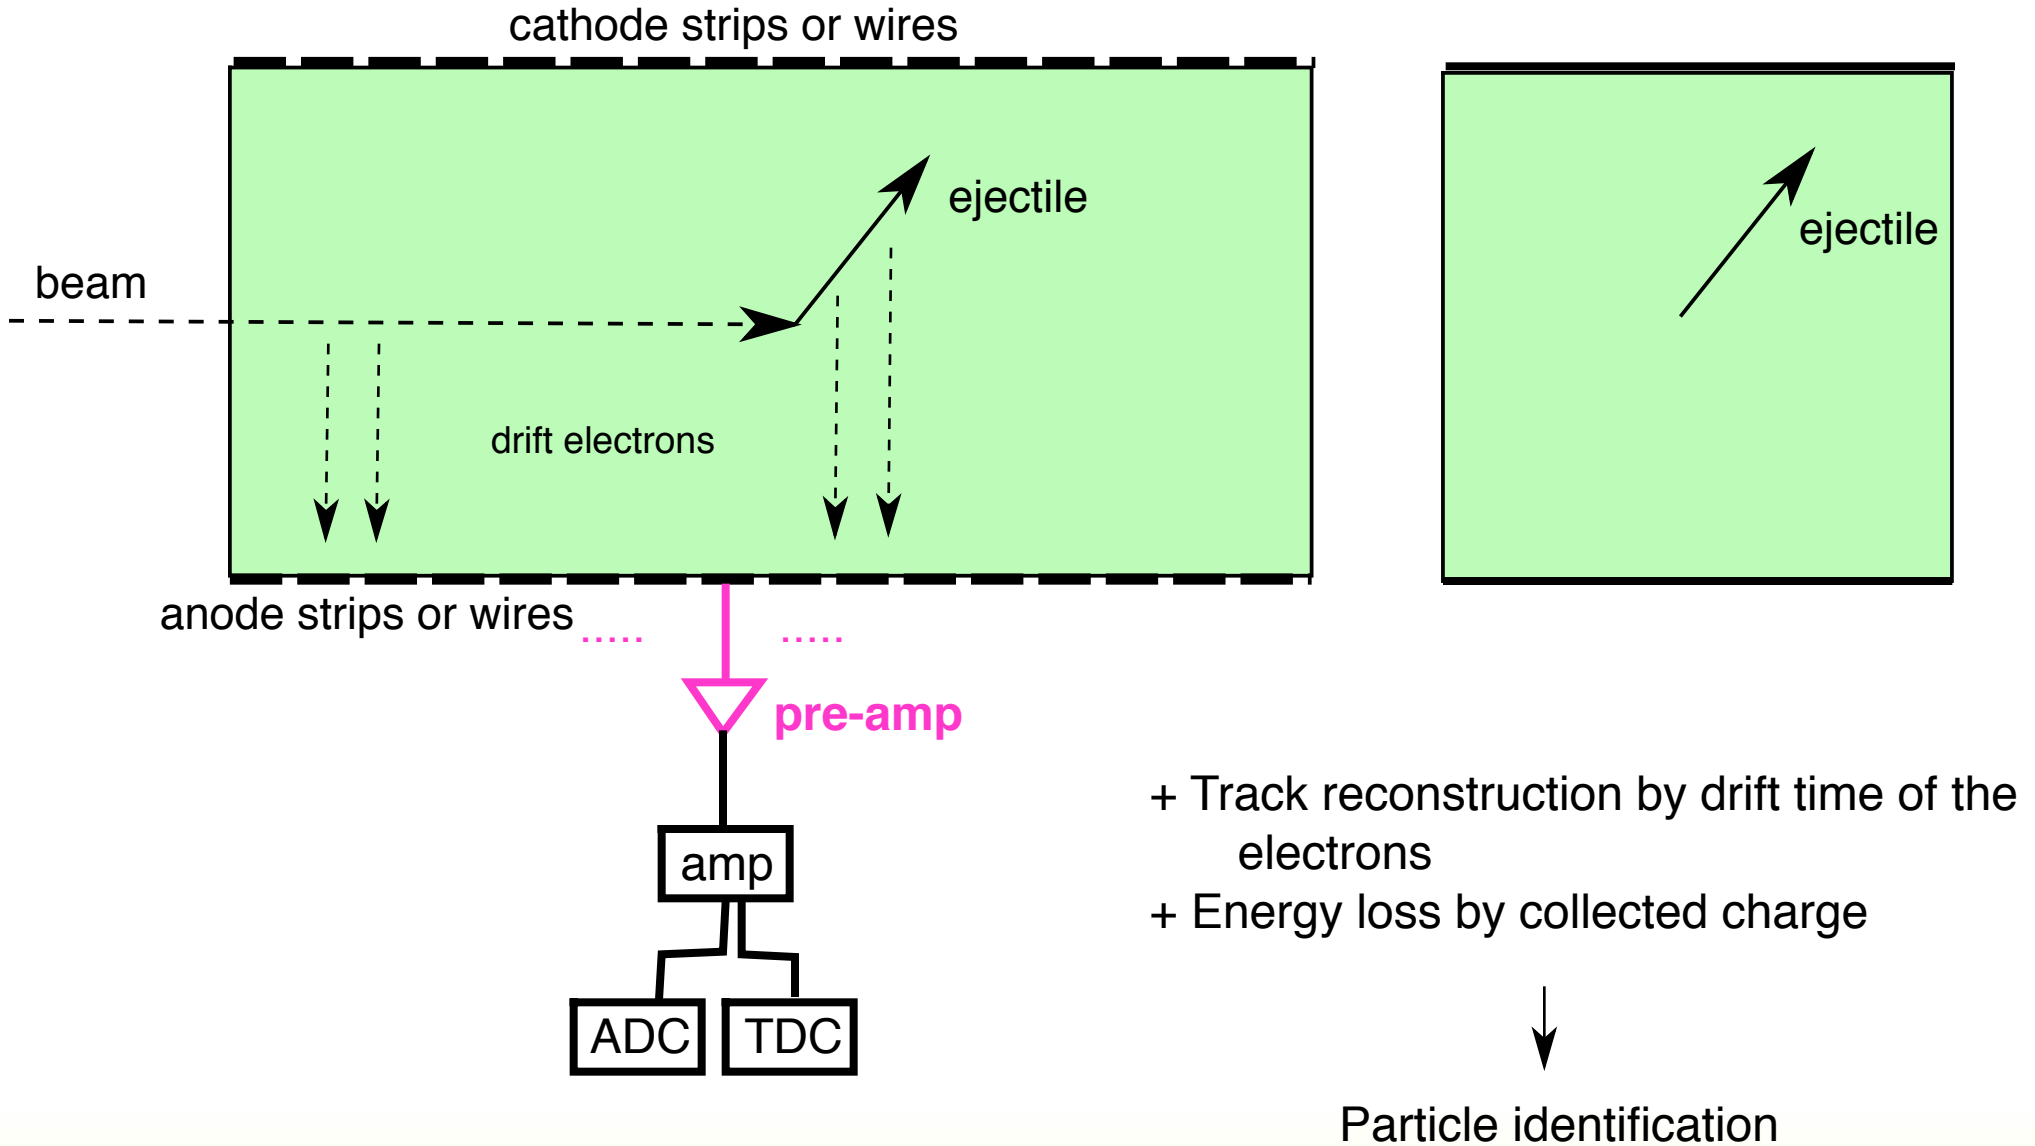 cathode strips or wires
ejectile
ejectile
beam
drift electrons
anode strips or wires
.....
.....
pre-amp
+ Track reconstruction by drift time of the
electrons
amp
+ Energy loss by collected charge
ADC
TDC
Particle identification